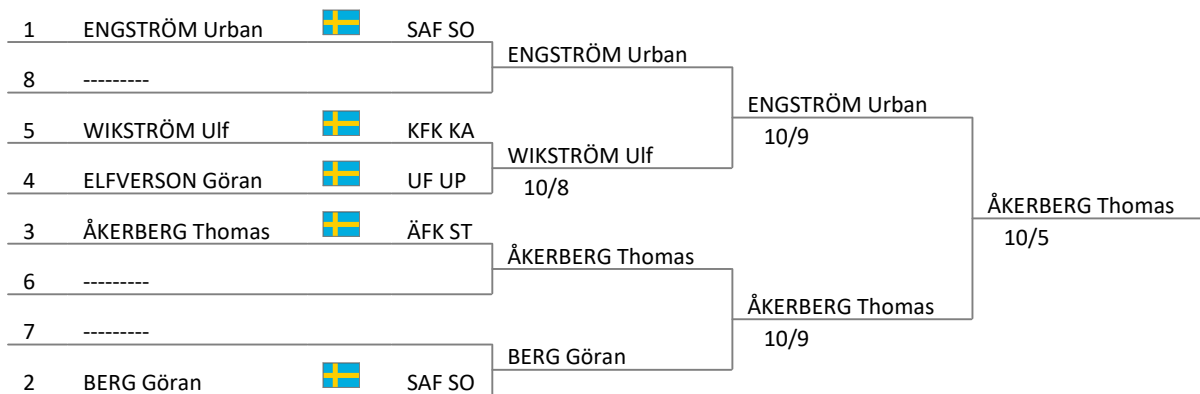 1 ENGSTRÖM Urban SAF SO
ENGSTRÖM Urban
8 ---------
ENGSTRÖM Urban
10/9
5 WIKSTRÖM Ulf KFK KA
WIKSTRÖM Ulf
10/8
4 ELFVERSON Göran UF UP
ÅKERBERG Thomas
10/5
3 ÅKERBERG Thomas ÄFK ST
ÅKERBERG Thomas
6 ---------
ÅKERBERG Thomas
10/9
7 ---------
BERG Göran
2 BERG Göran SAF SO